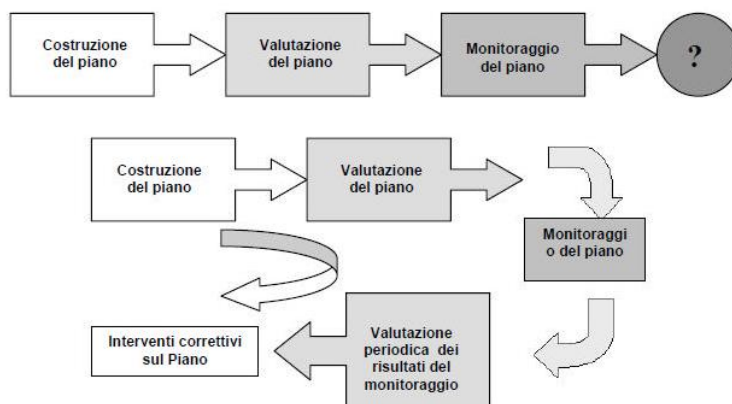 Costruzione
del piano
Valutazione
del piano
Monitoraggio
del piano
?
Costruzione
del piano
Valutazione
del piano
Monitoraggi
o del piano
Interventi correttivi
sul Piano
Valutazione
periodica dei
risultati del
monitoraggio